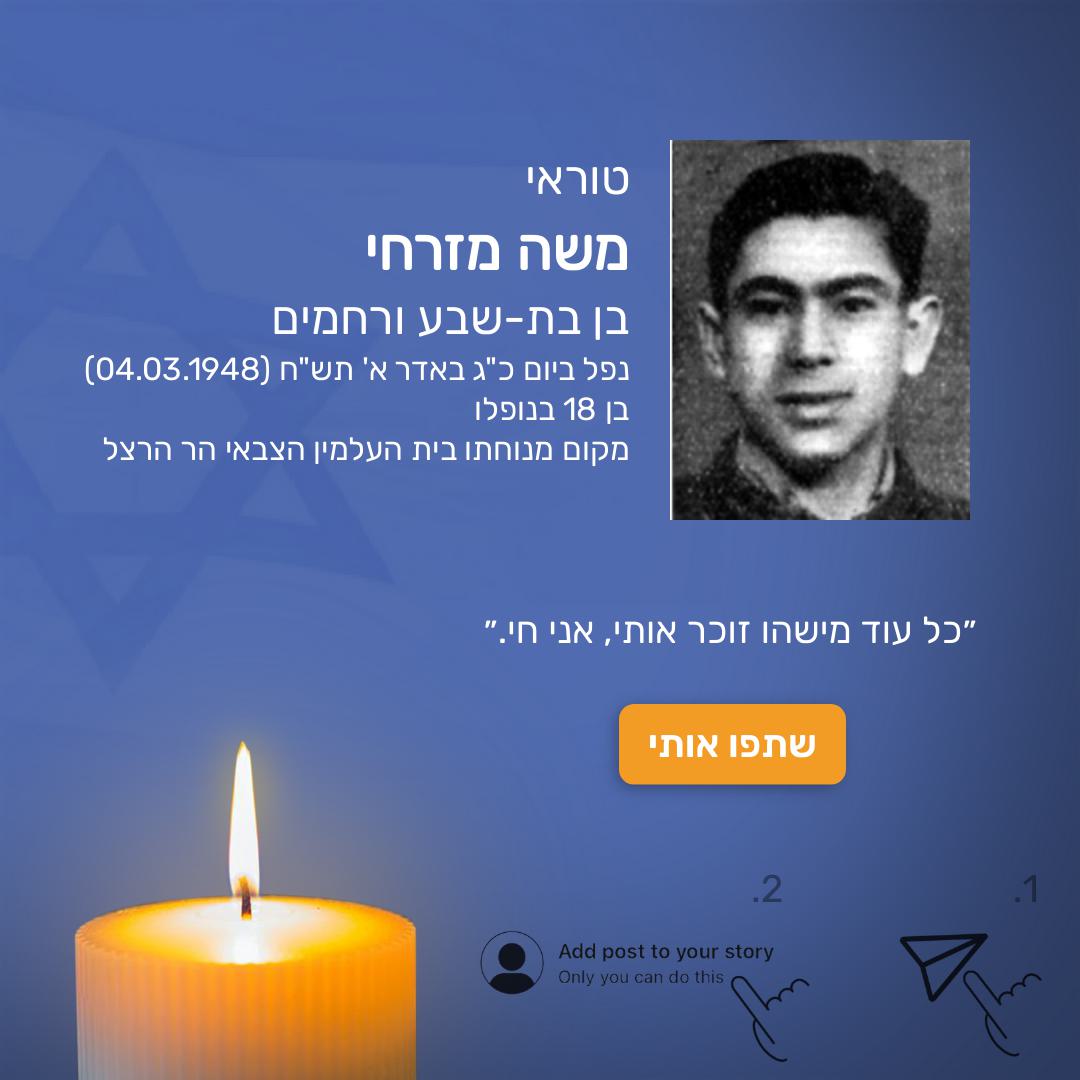 טוראי
משה מזרחי
בן בת-שבע ורחמים
נפל ביום כ"ג באדר א' תש"ח (04.03.1948)
בן 18 בנופלו
מקום מנוחתו בית העלמין הצבאי הר הרצל
״כל עוד מישהו זוכר אותי, אני חי.״
שתפו אותי
.1
.2
Add post to your story
Only you can do this